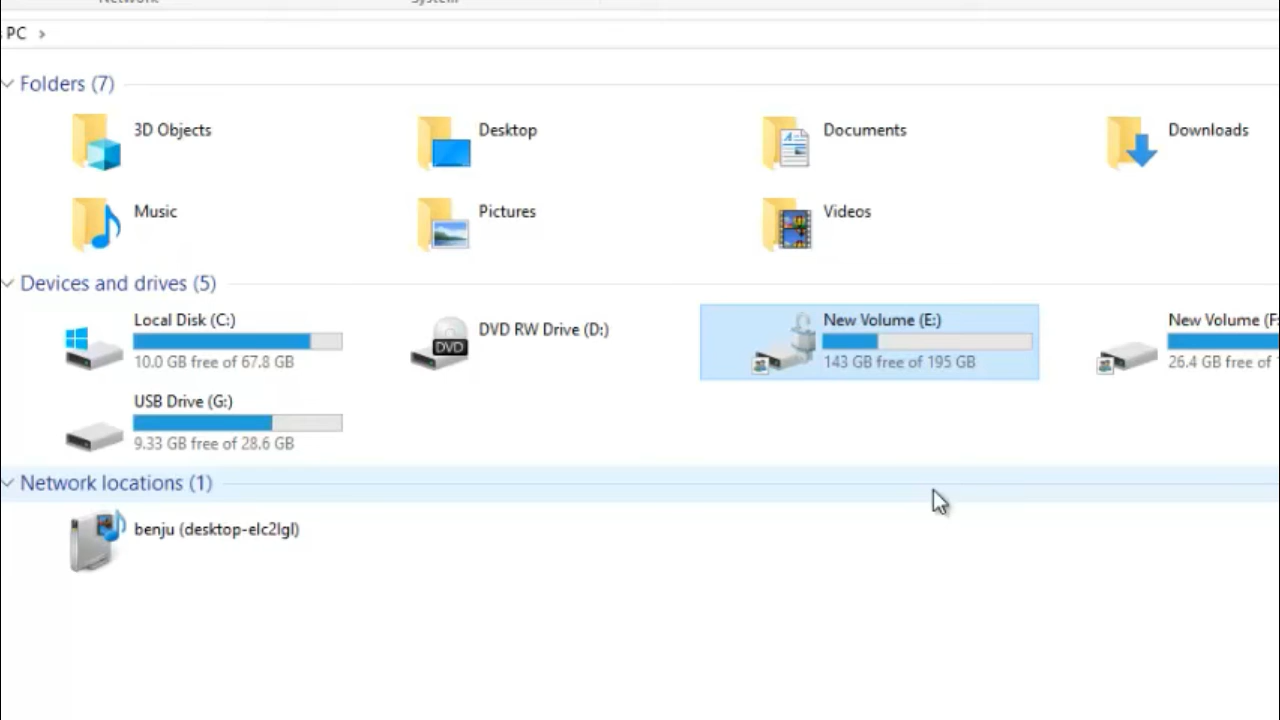 Network System
PC
Folders (7)
3D Objects Desktop Documents Downloads
Music Pictures Videos
Devices and drives (5)
Local Disk (C:) DVD RW Drive (D:) New Volume (E:) New Volume (F:
DVD
10.0 GB free of 67.8 GB 143 GB free of 195 GB 26.4 GB free of
USB Drive (G:)
9.33 GB free of 28.6 GB
Network locations (1)
benju (desktop-elc2lgl)